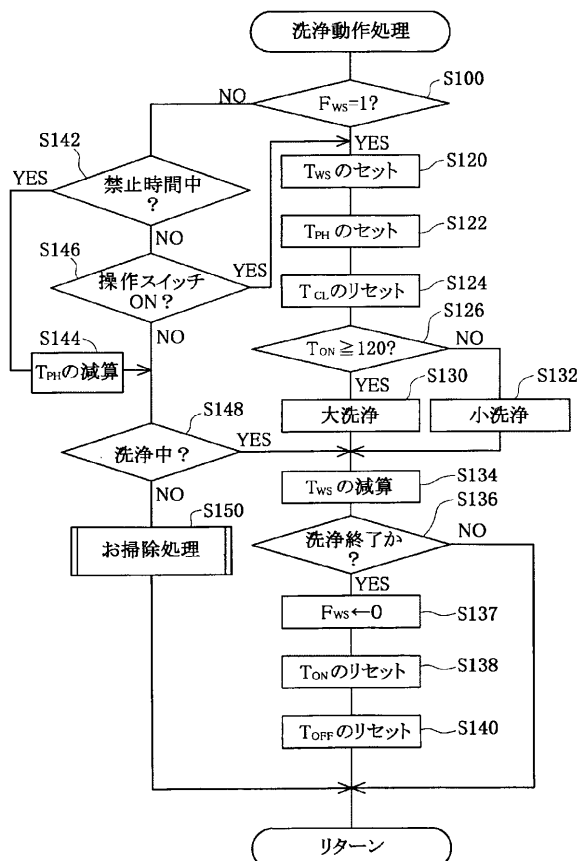 洗浄動作処理
S100
FWS=1?
NO
YES
S142
YES
禁止時間中
?
NO
TWSのセット
S120
TPHのセット
S122
S146
操作スイッチ
ON?
YES
NO
TCLのリセット
S124
S126
TON≧120?
NO
YES
S144
TPHの減算
S130
大洗浄
S132
小洗浄
S148
洗浄中?
YES
NO
S134
TWSの減算
S136
洗浄終了か
?
NO
YES
S150
お掃除処理
FWS←0
S137
TONのリセット
S138
TOFFのリセット
S140
リターン